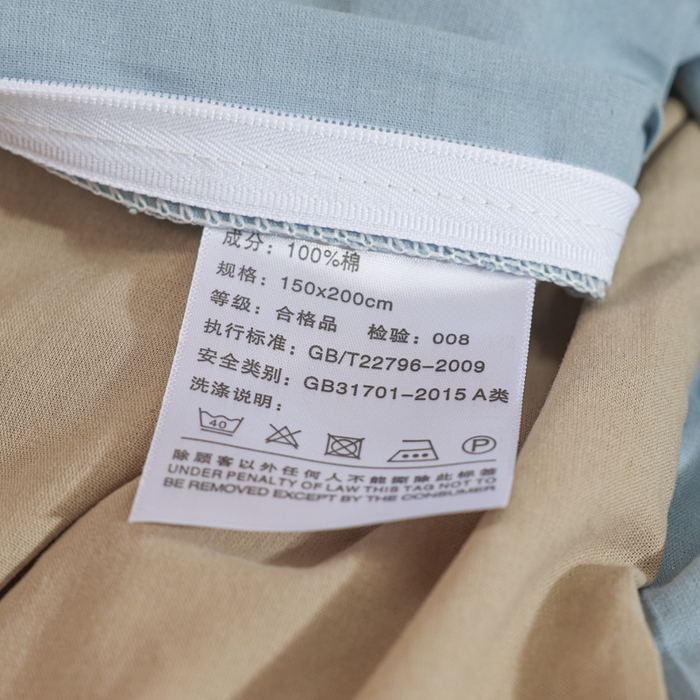 成分：100%棉
规格：150x200cm
等级：合格品 检验：008
执行标准：GB/T22796-2009
安全类别：GB31701-2015 A类
洗涤说明：
40 P
除顾客以外任何人不能撕除此标签
UNDER PENALTY OF LAW THIS TAG NOT TO
BE REMOVED EXCEPT BY THE CONSUMER